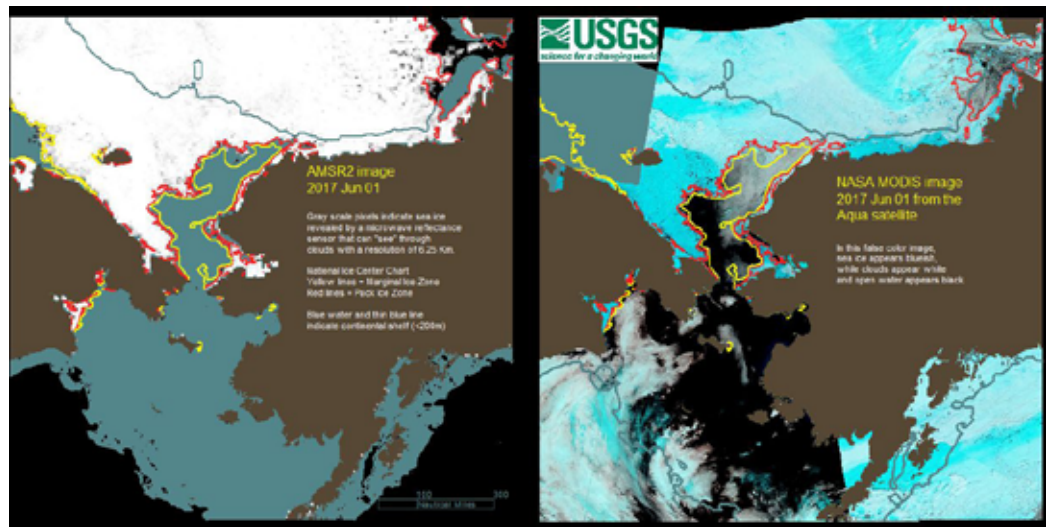 AMSR2 image
2017 Jun 01
Gray scale pixels indicate sea ice
revealed by a microwave reflectance
sensor that can "see" through
clouds with a resolution of 6.25 Km.
National Ice Center Chart
Yellow lines = Marginal Ice Zone
Red lines = Pack Ice Zone
Blue water and thin blue line
indicate continental shelf (<200m)
150 300
Nautical Miles
USGS
science for a changing world
NASA MODIS image
2017 Jun 01 from the
Aqua satellite
In this false color image,
sea ice appears blueish,
while clouds appear white
and open water appears black